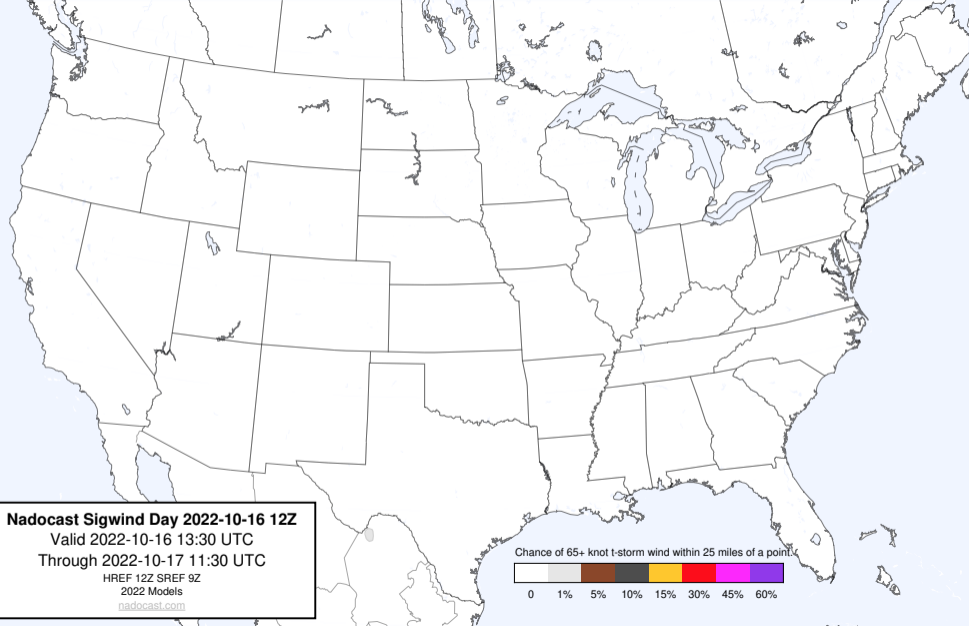 Nadocast Sigwind Day 2022-10-16 12Z
Valid 2022-10-16 13:30 UTC
Through 2022-10-17 11:30 UTC
HREF 12Z SREF 9Z
2022 Models
nadocast.com
Chance of 65+ knot t-storm wind within 25 miles of a point.
0 1% 5% 10% 15% 30% 45% 60%